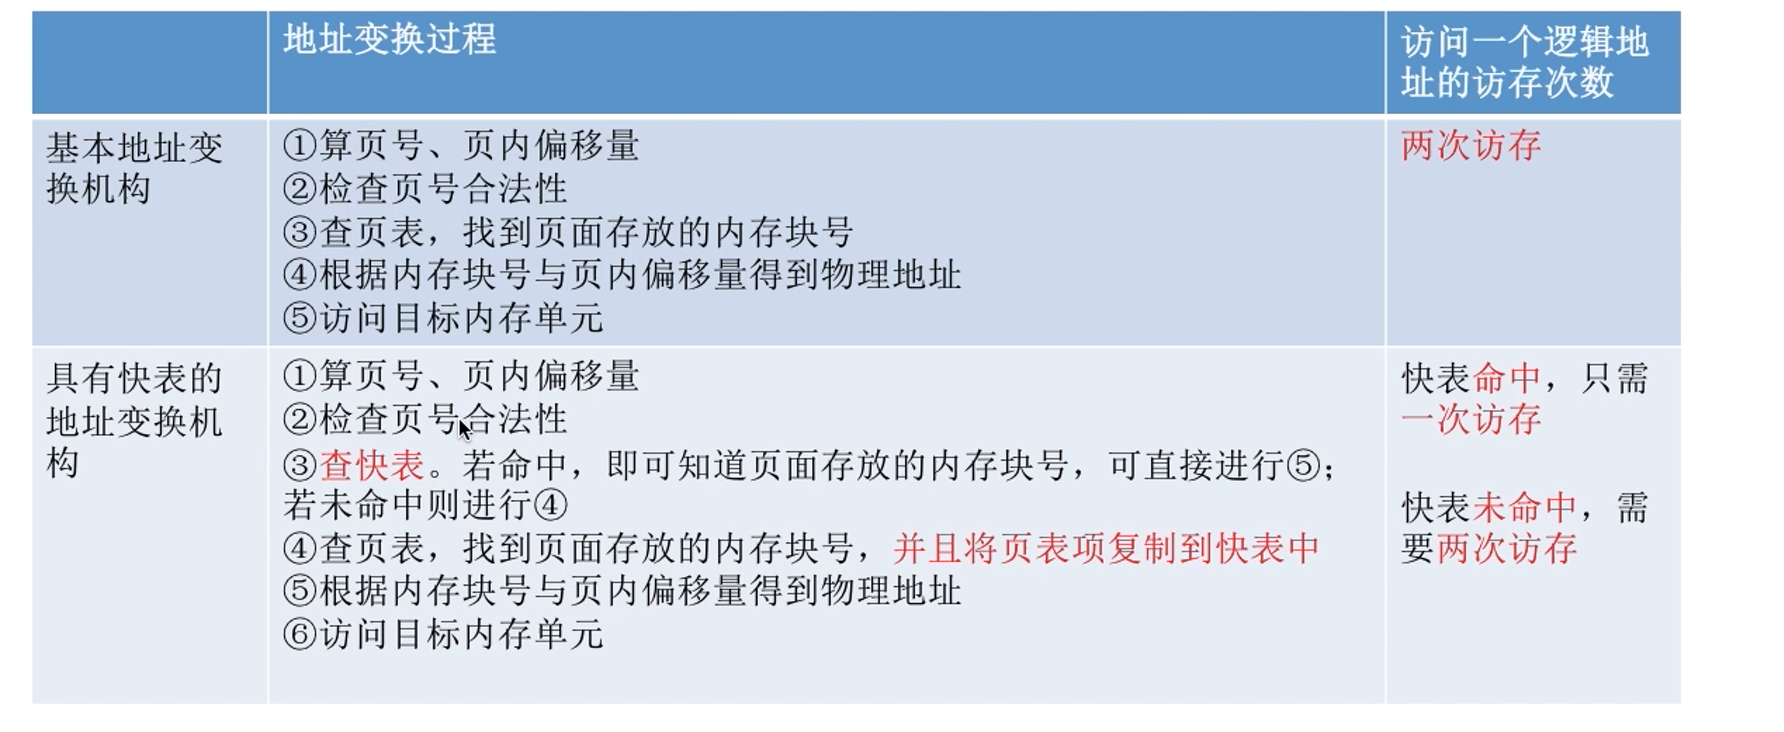 地址变换过程
访问一个逻辑地
址的访存次数
基本地址变
换机构
①算页号、页内偏移量
②检查页号合法性
③查页表，找到页面存放的内存块号
④根据内存块号与页内偏移量得到物理地址
⑤访问目标内存单元
两次访存
具有快表的
地址变换机
构
①算页号、页内偏移量
②检查页号合法性
③查快表。若命中，即可知道页面存放的内存块号，可直接进行⑤；
若未命中则进行④
④查页表，找到页面存放的内存块号，并且将页表项复制到快表中
⑤根据内存块号与页内偏移量得到物理地址
⑥访问目标内存单元
快表命中，只需
一次访存
快表未命中，需
要两次访存